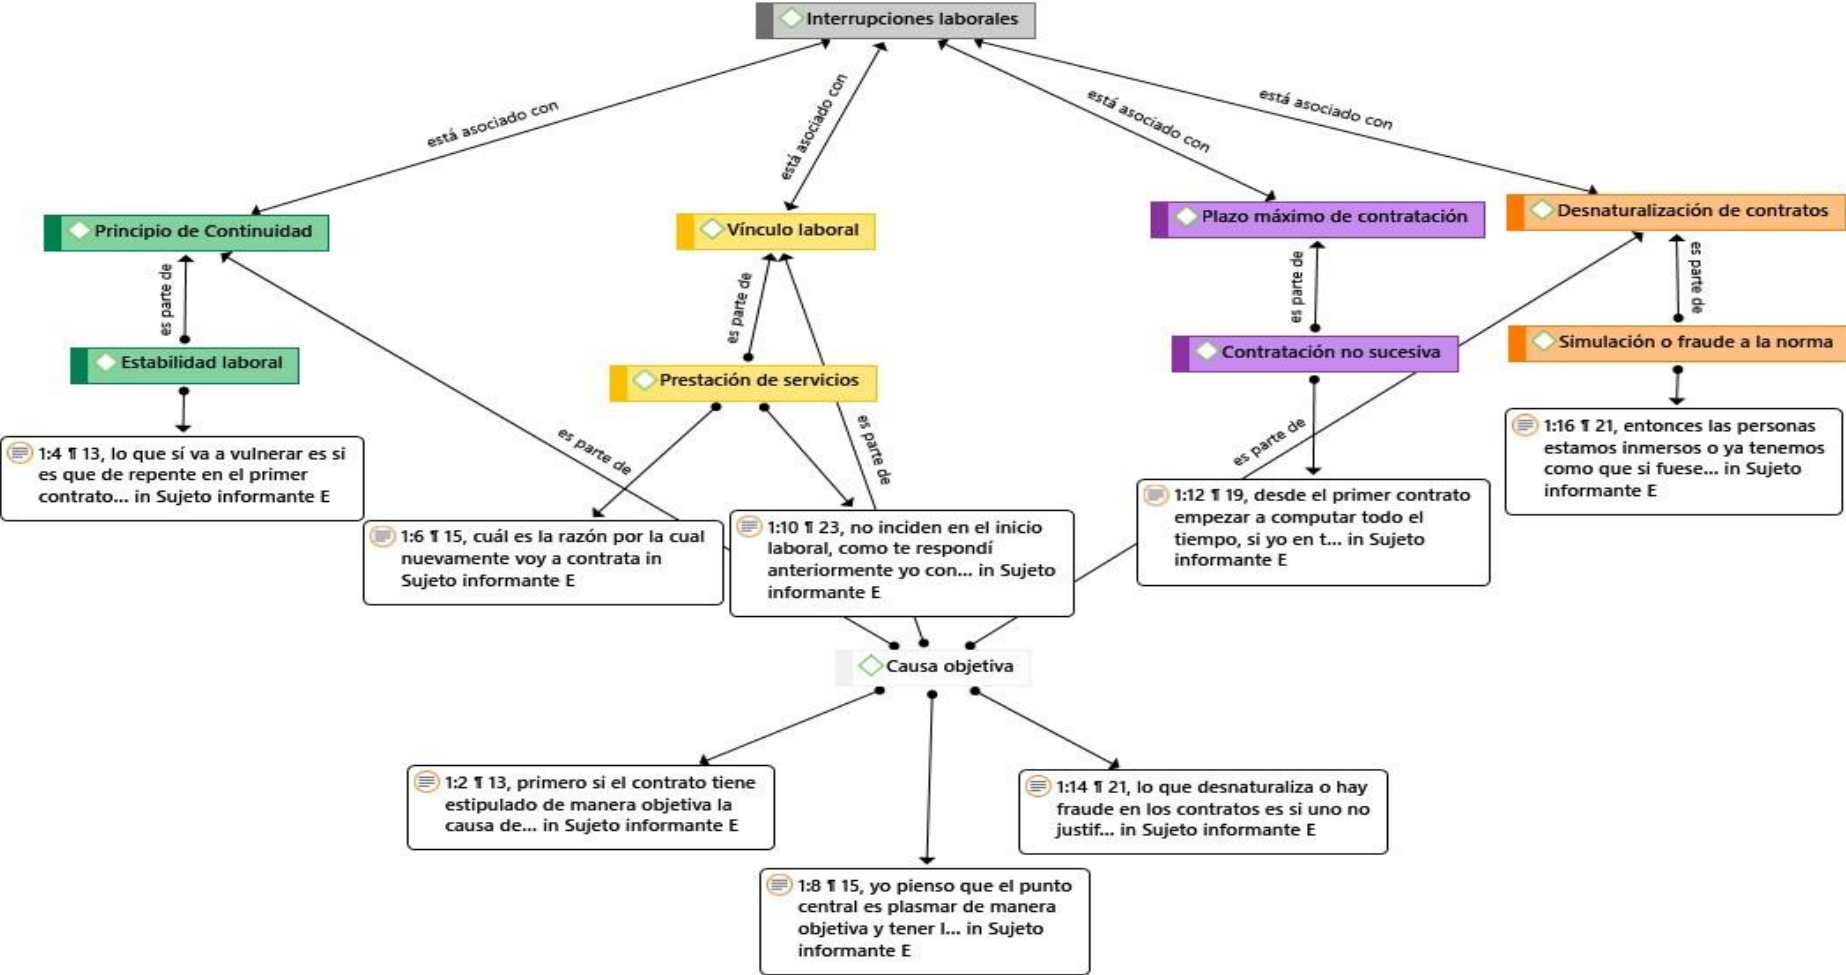 Interrupciones laborales
está asociado con
está asociado con
está asociado con
está asociado con
Principio de Continuidad
Vínculo laboral
Plazo máximo de contratación
Desnaturalización de contratos
es parte de
es parte de
es parte de
es parte de
Estabilidad laboral
Prestación de servicios
Contratación no sucesiva
Simulación o fraude a la norma
es parte de
es parte de
es parte de
1:4 ¶ 13, lo que sí va a vulnerar es si
es que de repente en el primer
contrato... in Sujeto informante E
1:6 ¶ 15, cuál es la razón por la cual
nuevamente voy a contrata in
Sujeto informante E
1:10 ¶ 23, no inciden en el inicio
laboral, como te respondí
anteriormente yo con... in Sujeto
informante E
1:12 ¶ 19, desde el primer contrato
empezar a computar todo el
tiempo, si yo en t... in Sujeto
informante E
1:16 ¶ 21, entonces las personas
estamos inmersos o ya tenemos
como que si fuese... in Sujeto
informante E
Causa objetiva
1:2 ¶ 13, primero si el contrato tiene
estipulado de manera objetiva la
causa de... in Sujeto informante E
1:8 ¶ 15, yo pienso que el punto
central es plasmar de manera
objetiva y tener l... in Sujeto
informante E
1:14 ¶ 21, lo que desnaturaliza o hay
fraude en los contratos es si uno no
justif... in Sujeto informante E